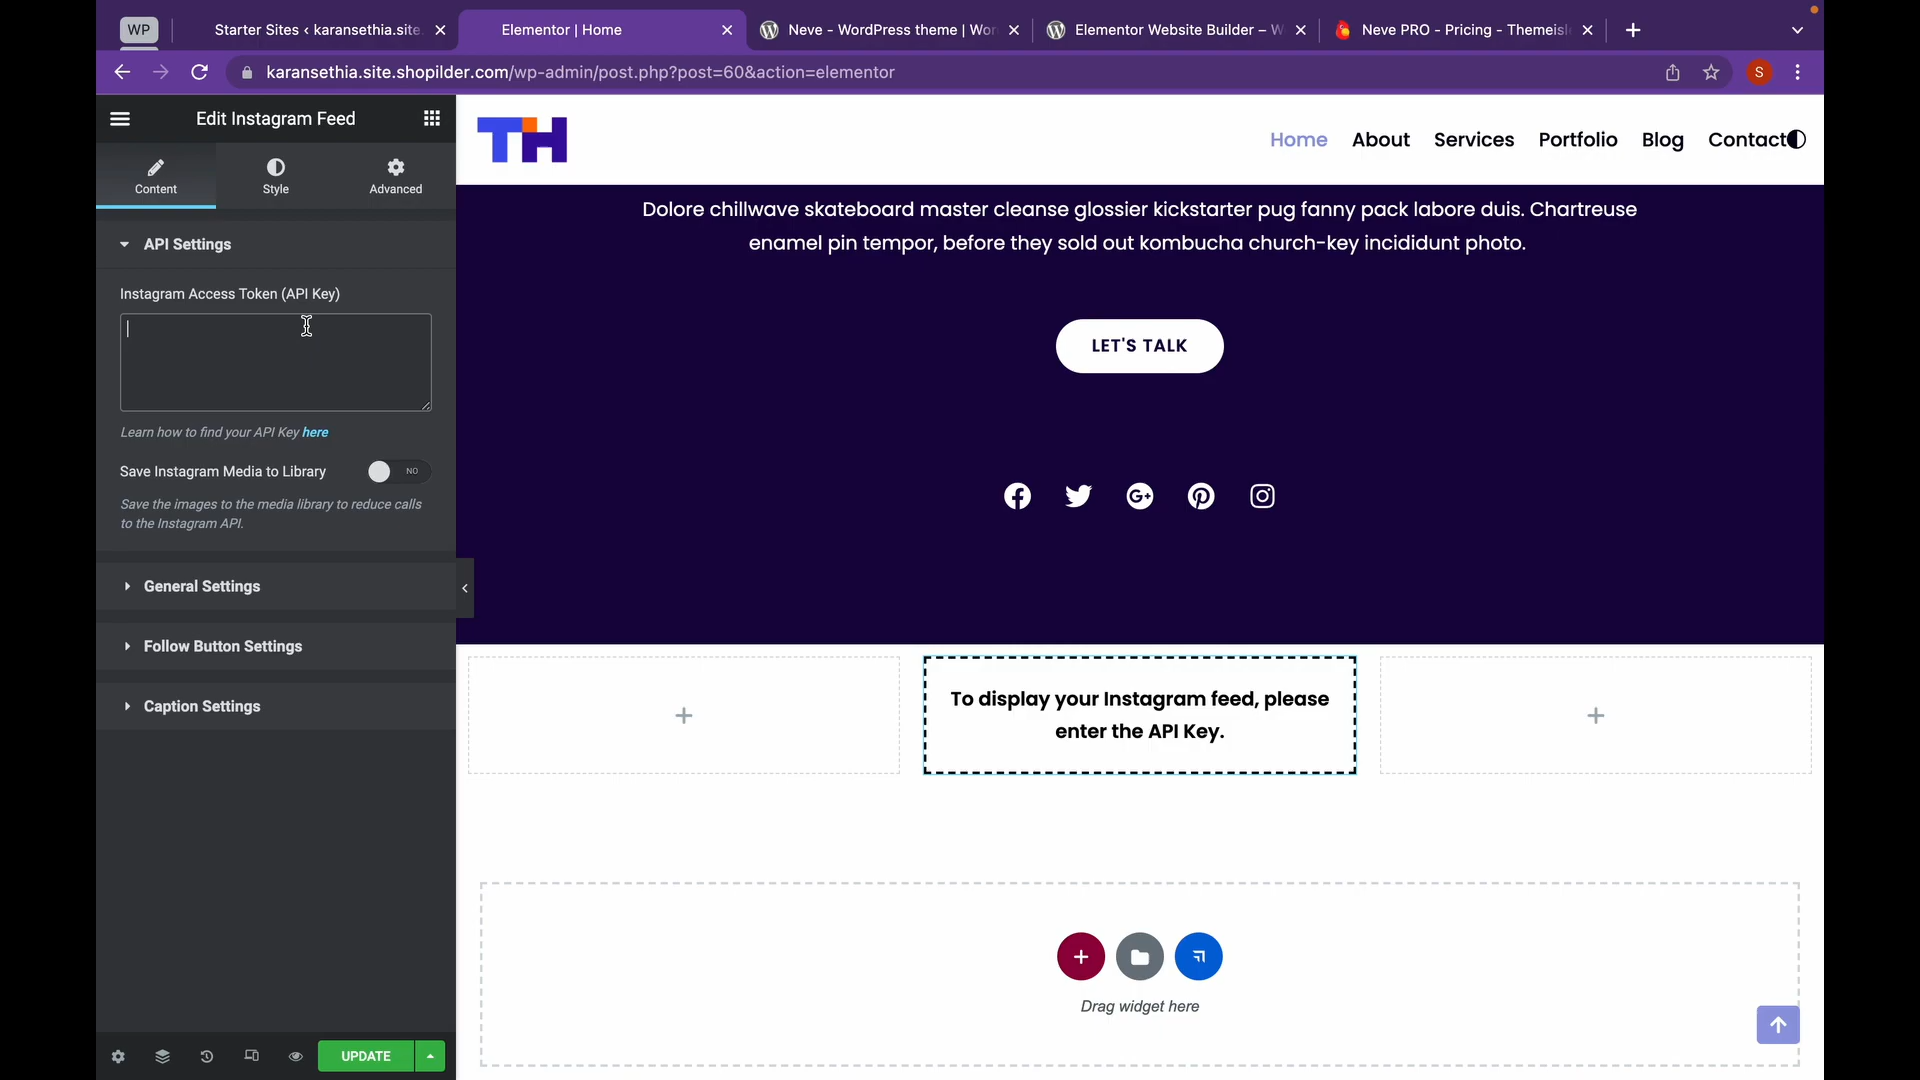 WP
Starter Sites ‹ karansethia.site.
Elementor | Home
Neve - WordPress theme | Wor
Elementor Website Builder – W
Neve PRO - Pricing - Themeisl
karansethia.site.shopilder.com/wp-admin/post.php?post=60&action=elementor
S
Edit Instagram Feed
Content
Style
Advanced
API Settings
Instagram Access Token (API Key)
Learn how to find your API Key here
Save Instagram Media to Library
NO
Save the images to the media library to reduce calls
to the Instagram API.
General Settings
Follow Button Settings
Caption Settings
UPDATE
TH
Home
About
Services
Portfolio
Blog
Contact
Dolore chillwave skateboard master cleanse glossier kickstarter pug fanny pack labore duis. Chartreuse
enamel pin tempor, before they sold out kombucha church-key incididunt photo.
LET'S TALK
To display your Instagram feed, please
enter the API Key.
Drag widget here